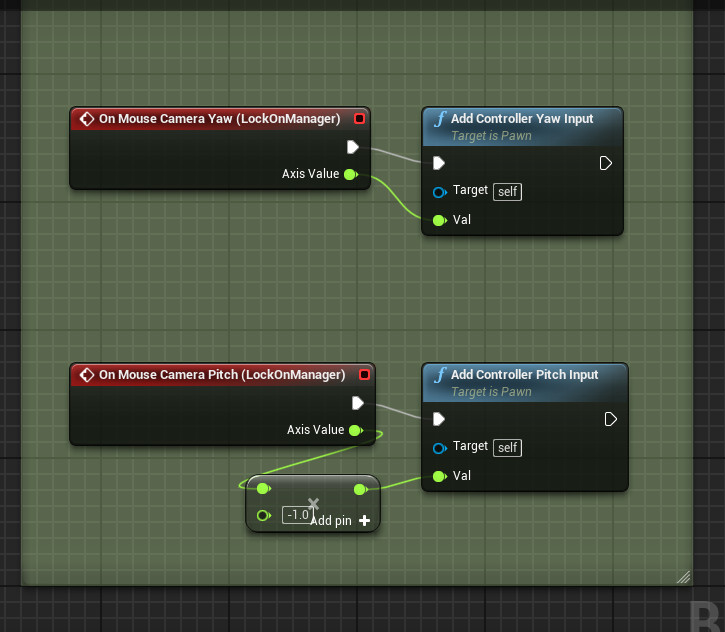 On Mouse Camera Yaw (LockOnManager)
Axis Value
f Add Controller Yaw Input
Target is Pawn
Target self
Val
On Mouse Camera Pitch (LockOnManager)
Axis Value
f Add Controller Pitch Input
Target is Pawn
Target self
Val
-1.0
Add pin
B